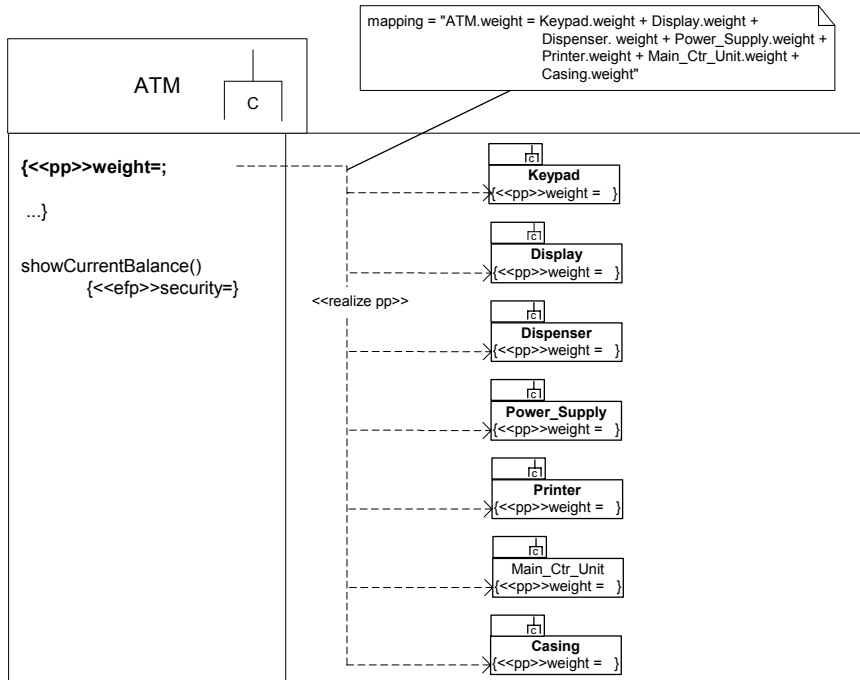 mapping = "ATM.weight = Keypad.weight + Display.weight +
Dispenser. weight + Power_Supply.weight +
Printer.weight + Main_Ctr_Unit.weight +
Casing.weight"
ATM
C
{<<pp>>weight=;
...}
showCurrentBalance()
{<<efp>>security=}
<<realize pp>>
C
Keypad
{<<pp>>weight =   }
C
Display
{<<pp>>weight =   }
C
Dispenser
{<<pp>>weight =   }
C
Power_Supply
{<<pp>>weight =   }
C
Printer
{<<pp>>weight =   }
C
Main_Ctr_Unit
{<<pp>>weight =   }
C
Casing
{<<pp>>weight =   }